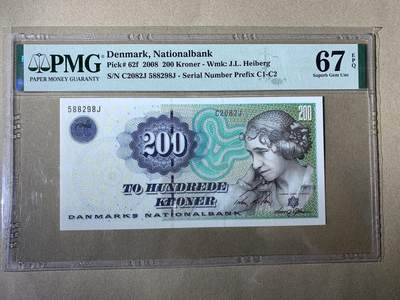 PMG
PAPER MONEY GUARANTY
Denmark, Nationalbank
Pick# 62f 2008 200 Kroner - Wmk: J.L. Heiberg
S/N C2082J 588298J - Serial Number Prefix C1-C2
67 EPQ
Superb Gem Unc
588298J
C2082J
200
200
TO HUNDREDE
KRONER
DANMARKS NATIONALBANK